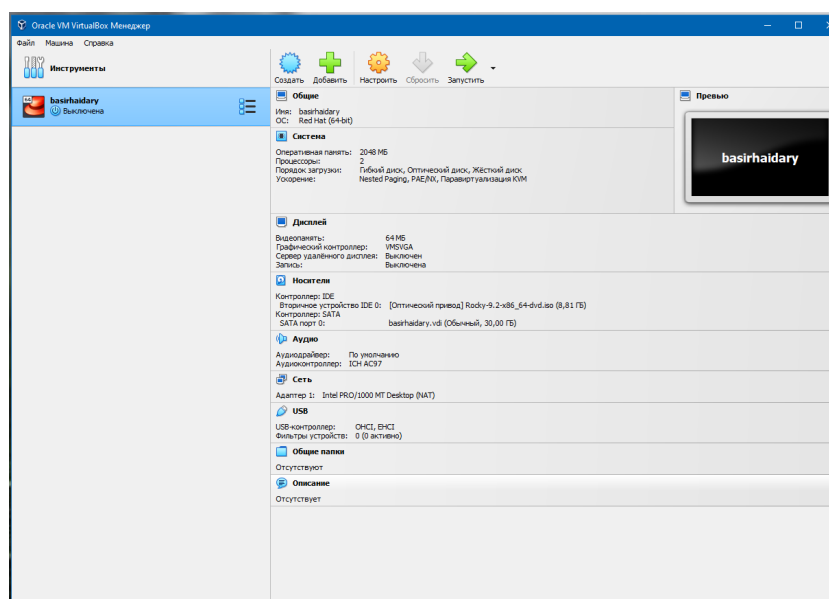 Oracle VM VirtualBox Менеджер
Файл Машина Справка
Инструменты
Создать Добавить Настроить Сбросить Запустить
basirhaidary
Выключена
Общие
Имя: basirhaidary
ОС: Red Hat (64-bit)
Превью
basirhaidary
Система
Оперативная память: 2048 МБ
Процессоры: 2
Порядок загрузки: Гибкий диск, Оптический диск, Жёсткий диск
Ускорение: Nested Paging, PAE/NX, Паравиртуализация KVM
Дисплей
Видеопамять: 64 МБ
Графический контроллер: VMSVGA
Сервер удалённого дисплея: Выключен
Запись: Выключена
Носители
Контроллер: IDE
Вторичное устройство IDE 0: [Оптический привод] Rocky-9.2-x86_64-dvd.iso (8,81 ГБ)
Контроллер: SATA
SATA порт 0: basirhaidary.vdi (Обычный, 30,00 ГБ)
Аудио
Аудиодрайвер: По умолчанию
Аудиоконтроллер: ICH AC97
Сеть
Адаптер 1: Intel PRO/1000 MT Desktop (NAT)
USB
USB-контроллер: OHCI, EHCI
Фильтры устройств: 0 (0 активно)
Общие папки
Отсутствуют
Описание
Отсутствует